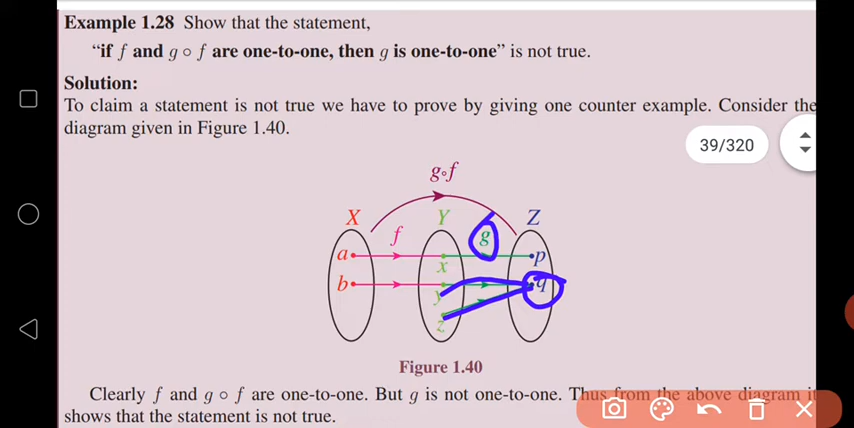 Example 1.28 Show that the statement,
“if f and g ∘ f are one-to-one, then g is one-to-one” is not true.
Solution:
To claim a statement is not true we have to prove by giving one counter example. Consider the
diagram given in Figure 1.40.
39/320
g∘f
X Y Z
f g
a x p
b y q
z
Figure 1.40
Clearly f and g ∘ f are one-to-one. But g is not one-to-one. Thus from the above diagram it
shows that the statement is not true.